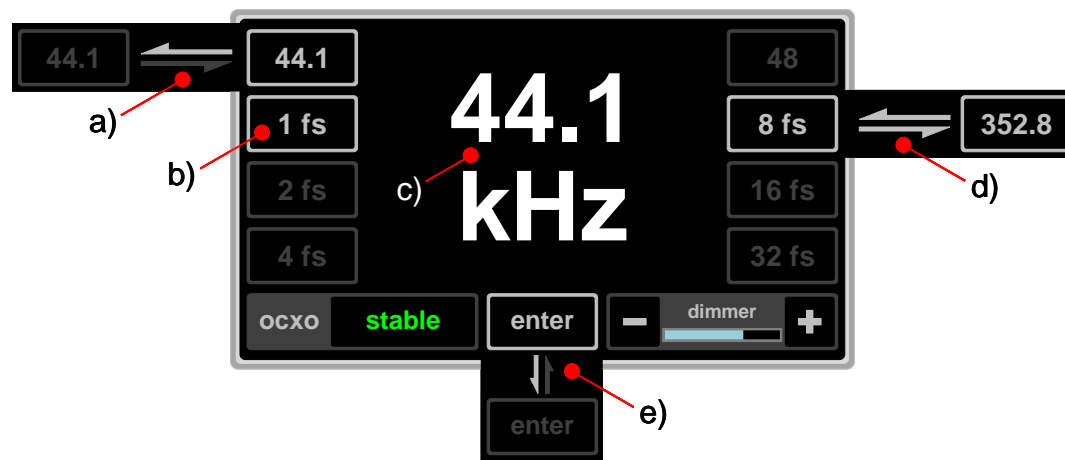 44.1
44.1
44.1
48
a)
1 fs
8 fs
352.8
b)
c)
d)
kHz
2 fs
16 fs
4 fs
32 fs
ocxo
stable
enter
−
dimmer
+
e)
enter